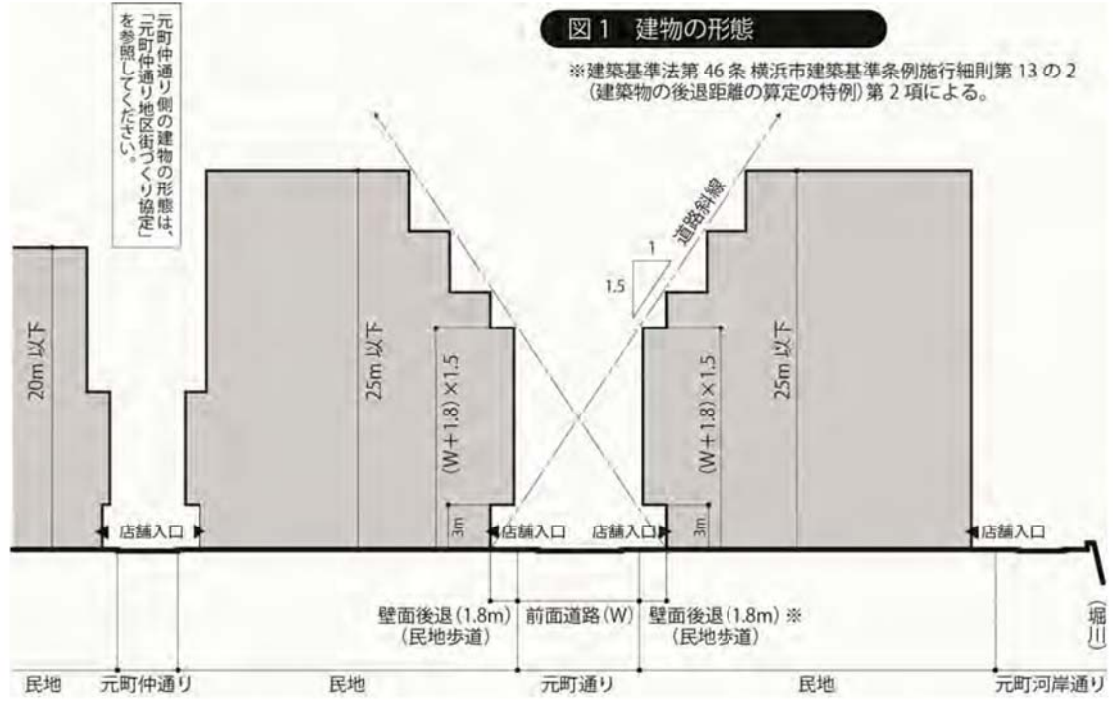 図1 建物の形態
※建築基準法第46条 横浜市建築基準条例施行細則第13の2
(建築物の後退距離の算定の特例)第2項による。
元町仲通り側の建物の形態は、
「元町仲通り地区街づくり協定」
を参照してください。
道路斜線
1
1.5
20m 以下
25m 以下
(W+1.8)×1.5
(W+1.8)×1.5
25m 以下
店舗入口
3m
店舗入口
店舗入口
3m
店舗入口
壁面後退(1.8m)
(民地歩道)
前面道路(W)
壁面後退(1.8m)※
(民地歩道)
(堀川)
民地
元町仲通り
民地
元町通り
民地
元町河岸通り